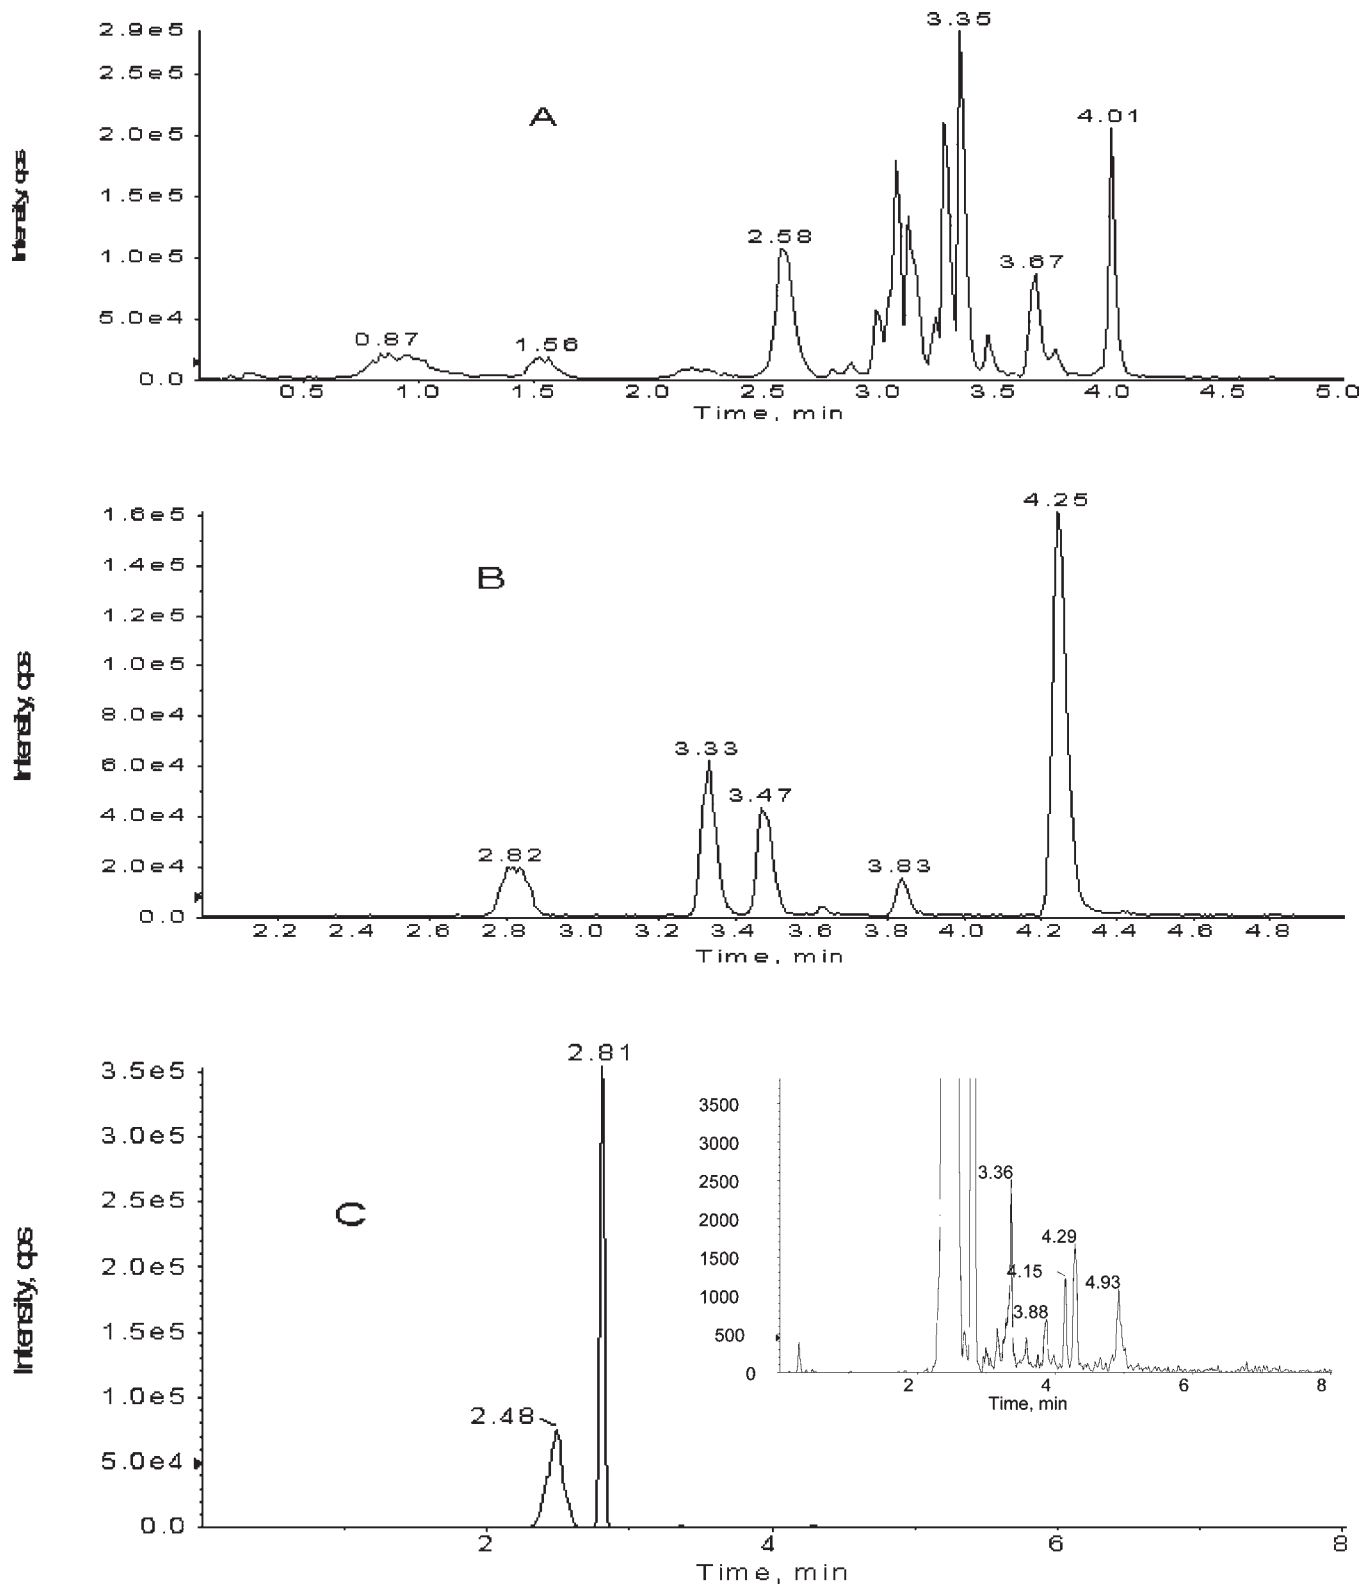 2.9e5
3.35
2.5e5
A
4.01
2.0e5
Intensity, cps
1.5e5
2.58
1.0e5
3.67
5.0e4
0.87
1.56
0.0
0.5 1.0 1.5 2.0 2.5 3.0 3.5 4.0 4.5 5.0
Time, min
4.25
1.6e5
1.4e5
B
1.2e5
1.0e5
Intensity, cps
8.0e4
3.33
6.0e4
3.47
4.0e4
2.82
3.83
2.0e4
0.0
2.2 2.4 2.6 2.8 3.0 3.2 3.4 3.6 3.8 4.0 4.2 4.4 4.6 4.8
Time, min
2.81
3.5e5
3.0e5
2.5e5
C
2.0e5
Intensity, cps
1.5e5
1.0e5
2.48
5.0e4
0.0
2 4 6 8
Time, min
3500
3000
3.36
2500
2000
4.29
1500
4.15
4.93
1000
3.88
500
0
2 4 6 8
Time, min